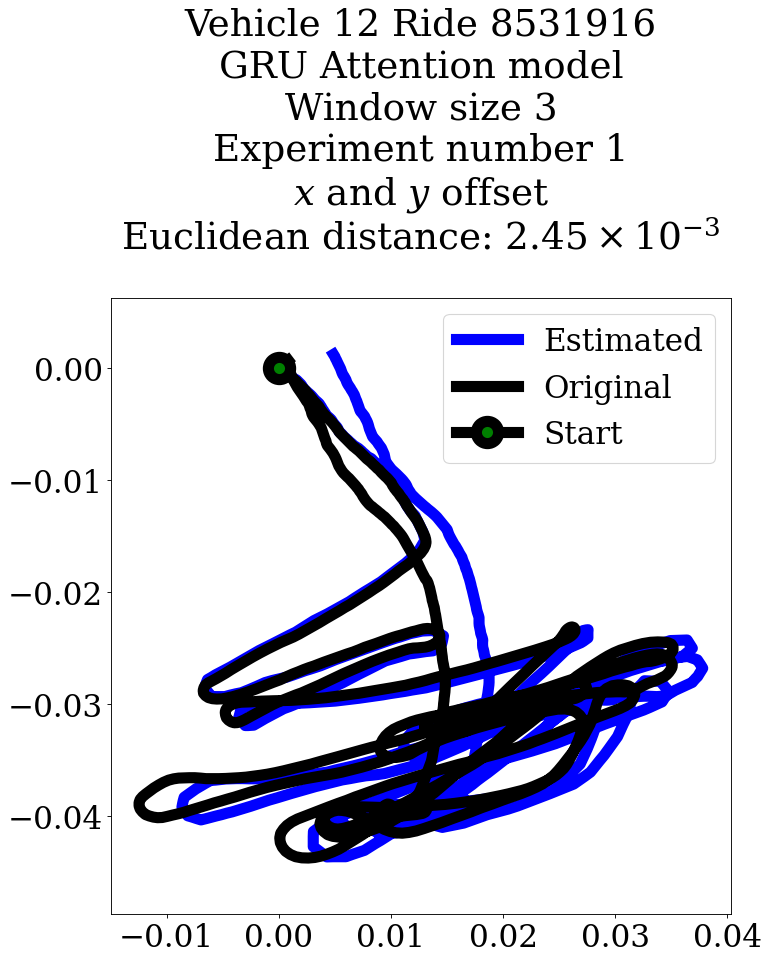 Vehicle 12 Ride 8531916
GRU Attention model
Window size 3
Experiment number 1
x and y offset
Euclidean distance: 2.45 × 10⁻³
Estimated
Original
Start
0.00
−0.01
−0.02
−0.03
−0.04
−0.01 0.00 0.01 0.02 0.03 0.04